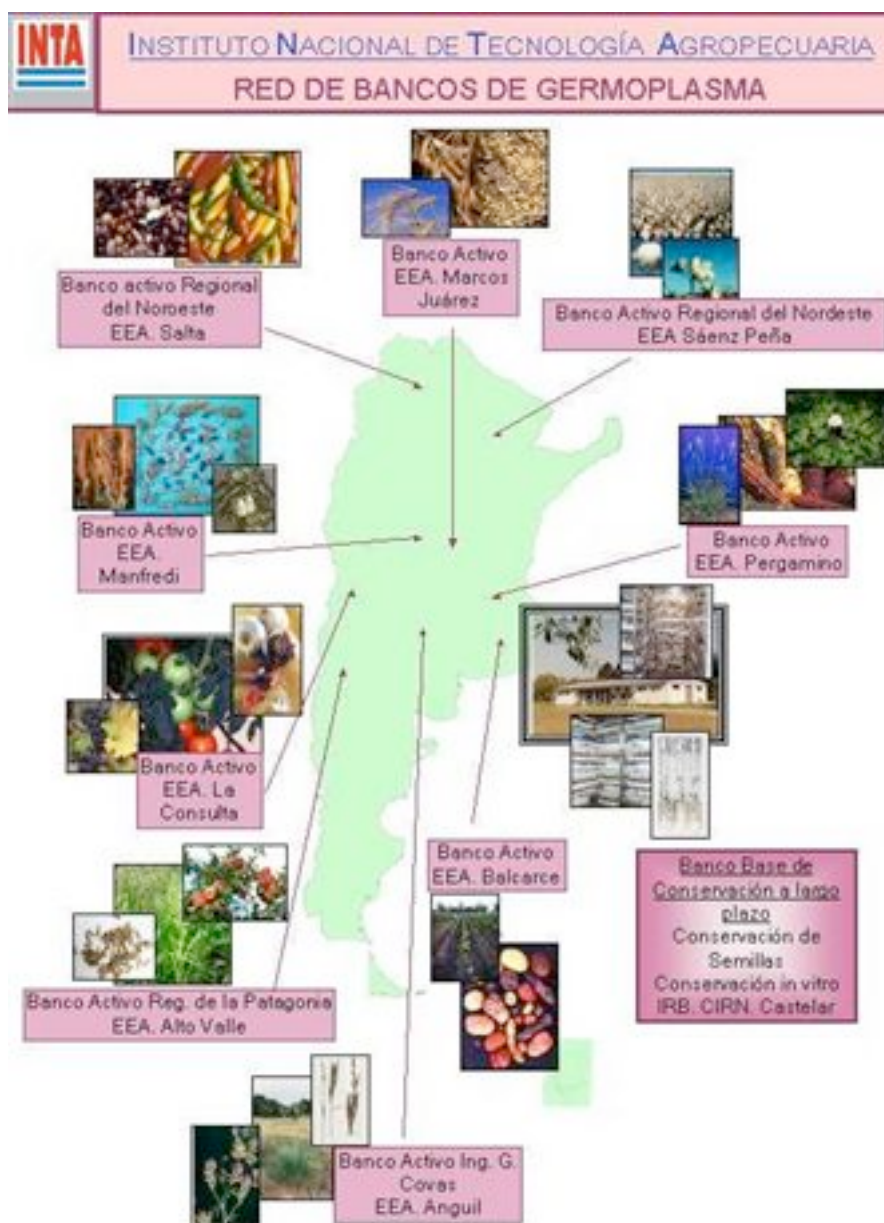 INTA
INSTITUTO NACIONAL DE TECNOLOGÍA AGROPECUARIA
RED DE BANCOS DE GERMOPLASMA
Banco activo Regional
del Noroeste
EEA. Salta
Banco Activo
EEA. Marcos
Juárez
Banco Activo Regional del Nordeste
EEA Sáenz Peña
Banco Activo
EEA.
Manfredi
Banco Activo
EEA. Pergamino
Banco Activo
EEA. La
Consulta
Banco Activo
EEA. Balcarce
Banco Base de
Conservación a largo
plazo
Conservación de
Semillas
Conservación in vitro
IRB. CIRN. Castelar
Banco Activo Reg. de la Patagonia
EEA. Alto Valle
Banco Activo Ing. G.
Covas
EEA. Anguil